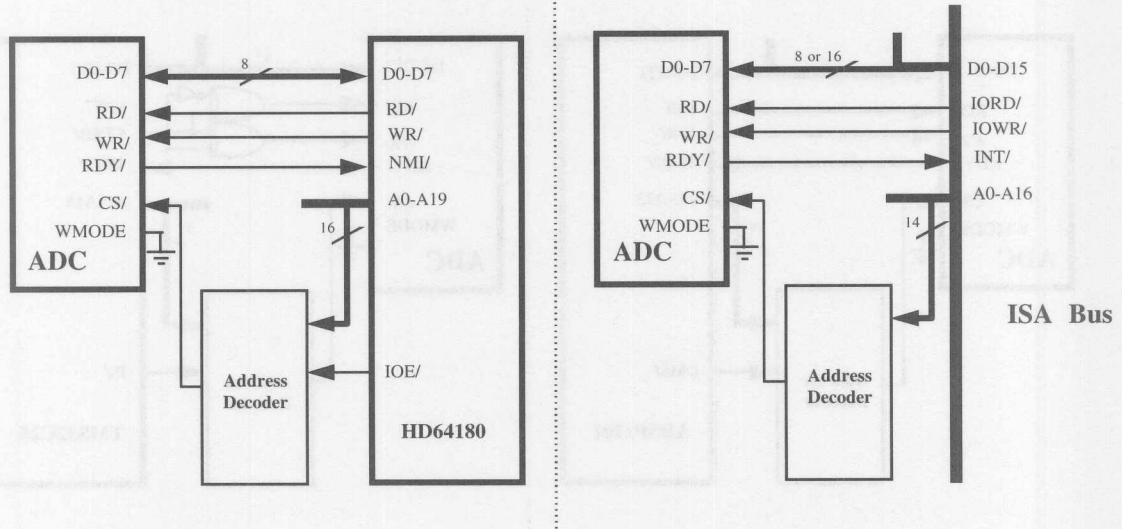 D0-D7
RD/
WR/
RDY/
CS/
WMODE
ADC
8
16
D0-D7
RD/
WR/
NMI/
A0-A19
IOE/
HD64180
Address
Decoder
D0-D7
RD/
WR/
RDY/
CS/
WMODE
ADC
8 or 16
14
D0-D15
IORD/
IOWR/
INT/
A0-A16
ISA Bus
Address
Decoder